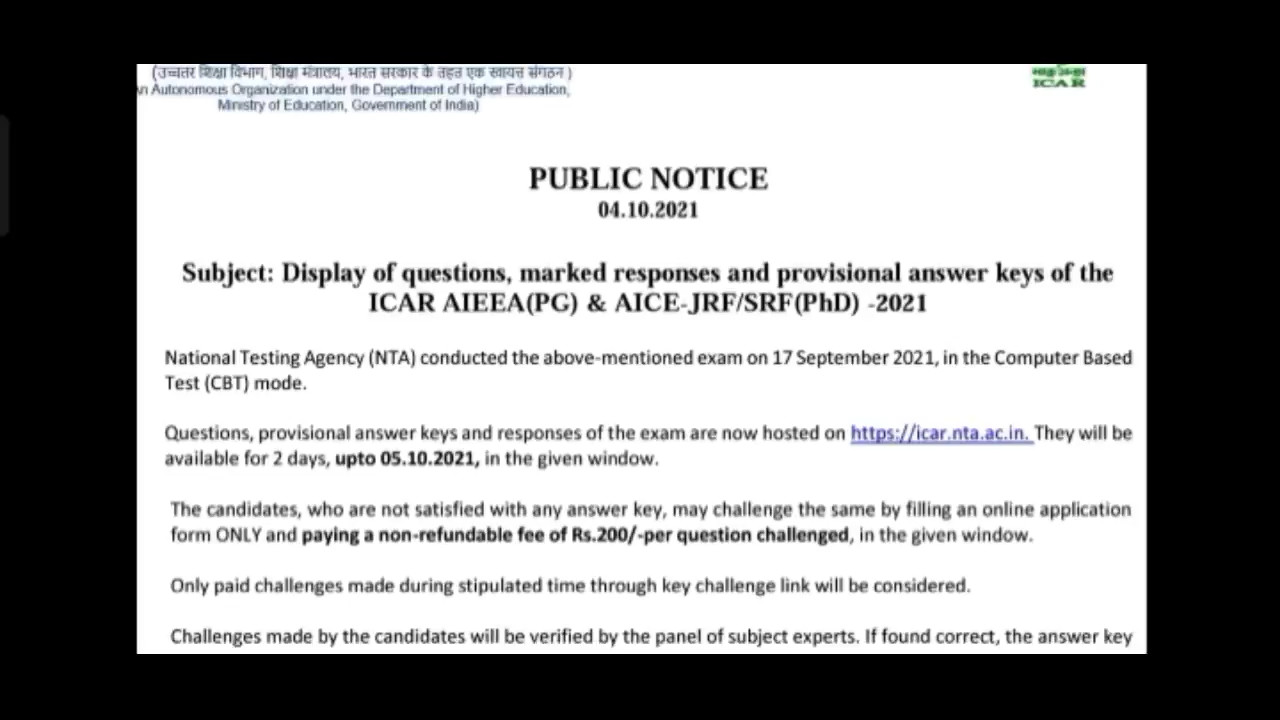 (उच्चतर शिक्षा विभाग, शिक्षा मंत्रालय, भारत सरकार के तहत एक स्वायत्त संगठन )
n Autonomous Organization under the Department of Higher Education,
Ministry of Education, Government of India)
ICAR
PUBLIC NOTICE
04.10.2021
Subject: Display of questions, marked responses and provisional answer keys of the
ICAR AIEEA(PG) & AICE-JRF/SRF(PhD) -2021
National Testing Agency (NTA) conducted the above-mentioned exam on 17 September 2021, in the Computer Based
Test (CBT) mode.
Questions, provisional answer keys and responses of the exam are now hosted on https://icar.nta.ac.in. They will be
available for 2 days, upto 05.10.2021, in the given window.
The candidates, who are not satisfied with any answer key, may challenge the same by filling an online application
form ONLY and paying a non-refundable fee of Rs.200/-per question challenged, in the given window.
Only paid challenges made during stipulated time through key challenge link will be considered.
Challenges made by the candidates will be verified by the panel of subject experts. If found correct, the answer key